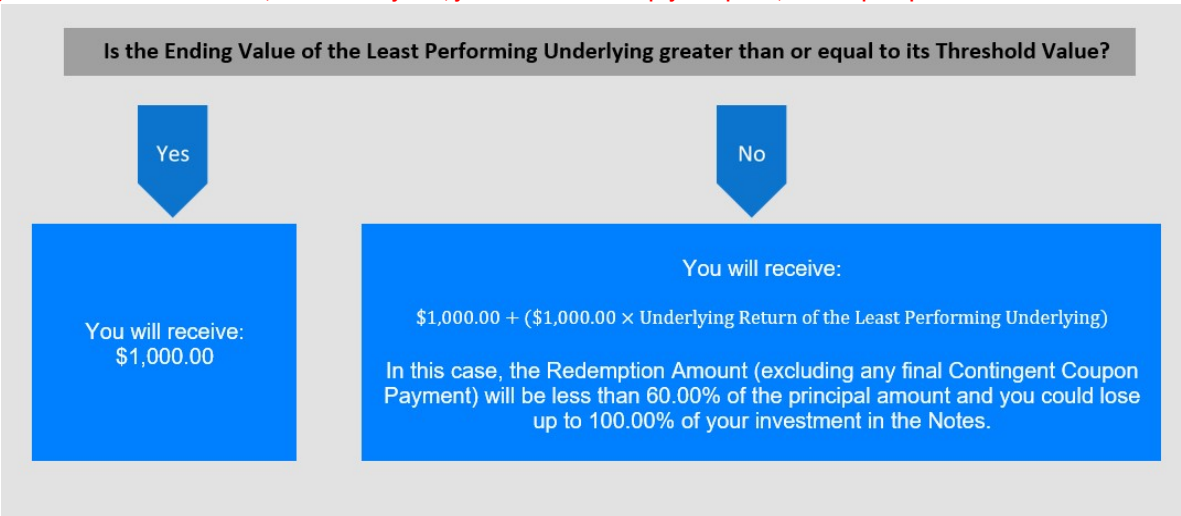 Is the Ending Value of the Least Performing Underlying greater than or equal to its Threshold Value?
Yes
No
You will receive:
$1,000.00
You will receive:
$1,000.00 + ($1,000.00 × Underlying Return of the Least Performing Underlying)
In this case, the Redemption Amount (excluding any final Contingent Coupon
Payment) will be less than 60.00% of the principal amount and you could lose
up to 100.00% of your investment in the Notes.